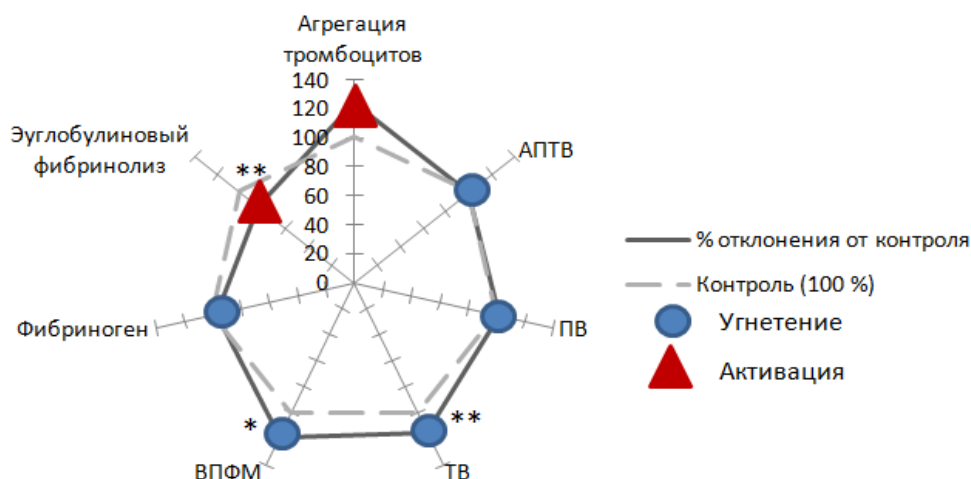 Агрегация
тромбоцитов
140
120
100
80
60
40
20
0
Эуглобулиновый
фибринолиз
**
АПТВ
% отклонения от контроля
Контроль (100 %)
Угнетение
Активация
Фибриноген
ПВ
*
**
ВПФМ
ТВ